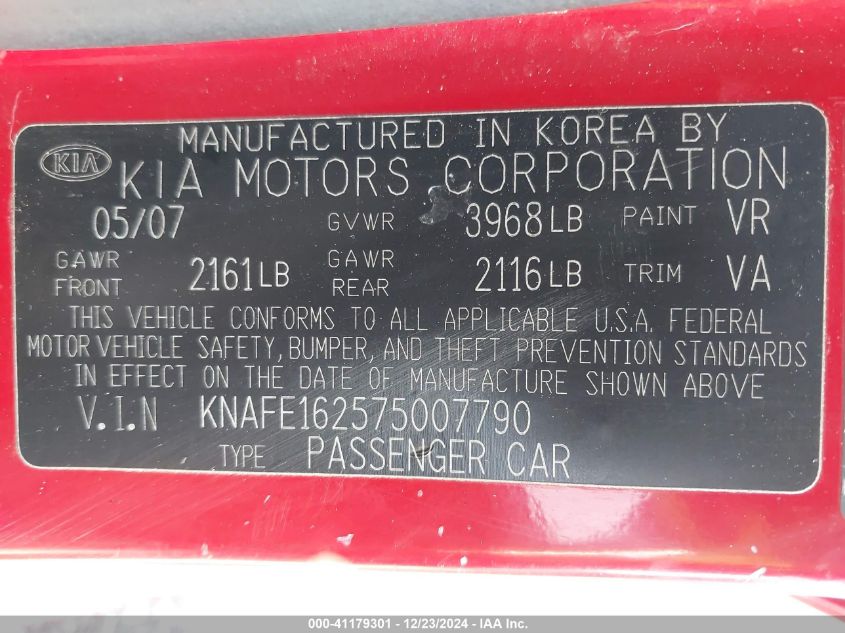 MANUFACTURED IN KOREA BY
KIA KIA MOTORS CORPORATION
05/07 GVWR 3968LB PAINT VR
GAWR FRONT 2161LB GAWR REAR 2116LB TRIM VA
THIS VEHICLE CONFORMS TO ALL APPLICABLE U.S.A. FEDERAL
MOTOR VEHICLE SAFETY, BUMPER, AND THEFT PREVENTION STANDARDS
IN EFFECT ON THE DATE OF MANUFACTURE SHOWN ABOVE
V.I.N KNAFE162575007790
TYPE PASSENGER CAR
000-41179301 - 12/23/2024 - IAA Inc.